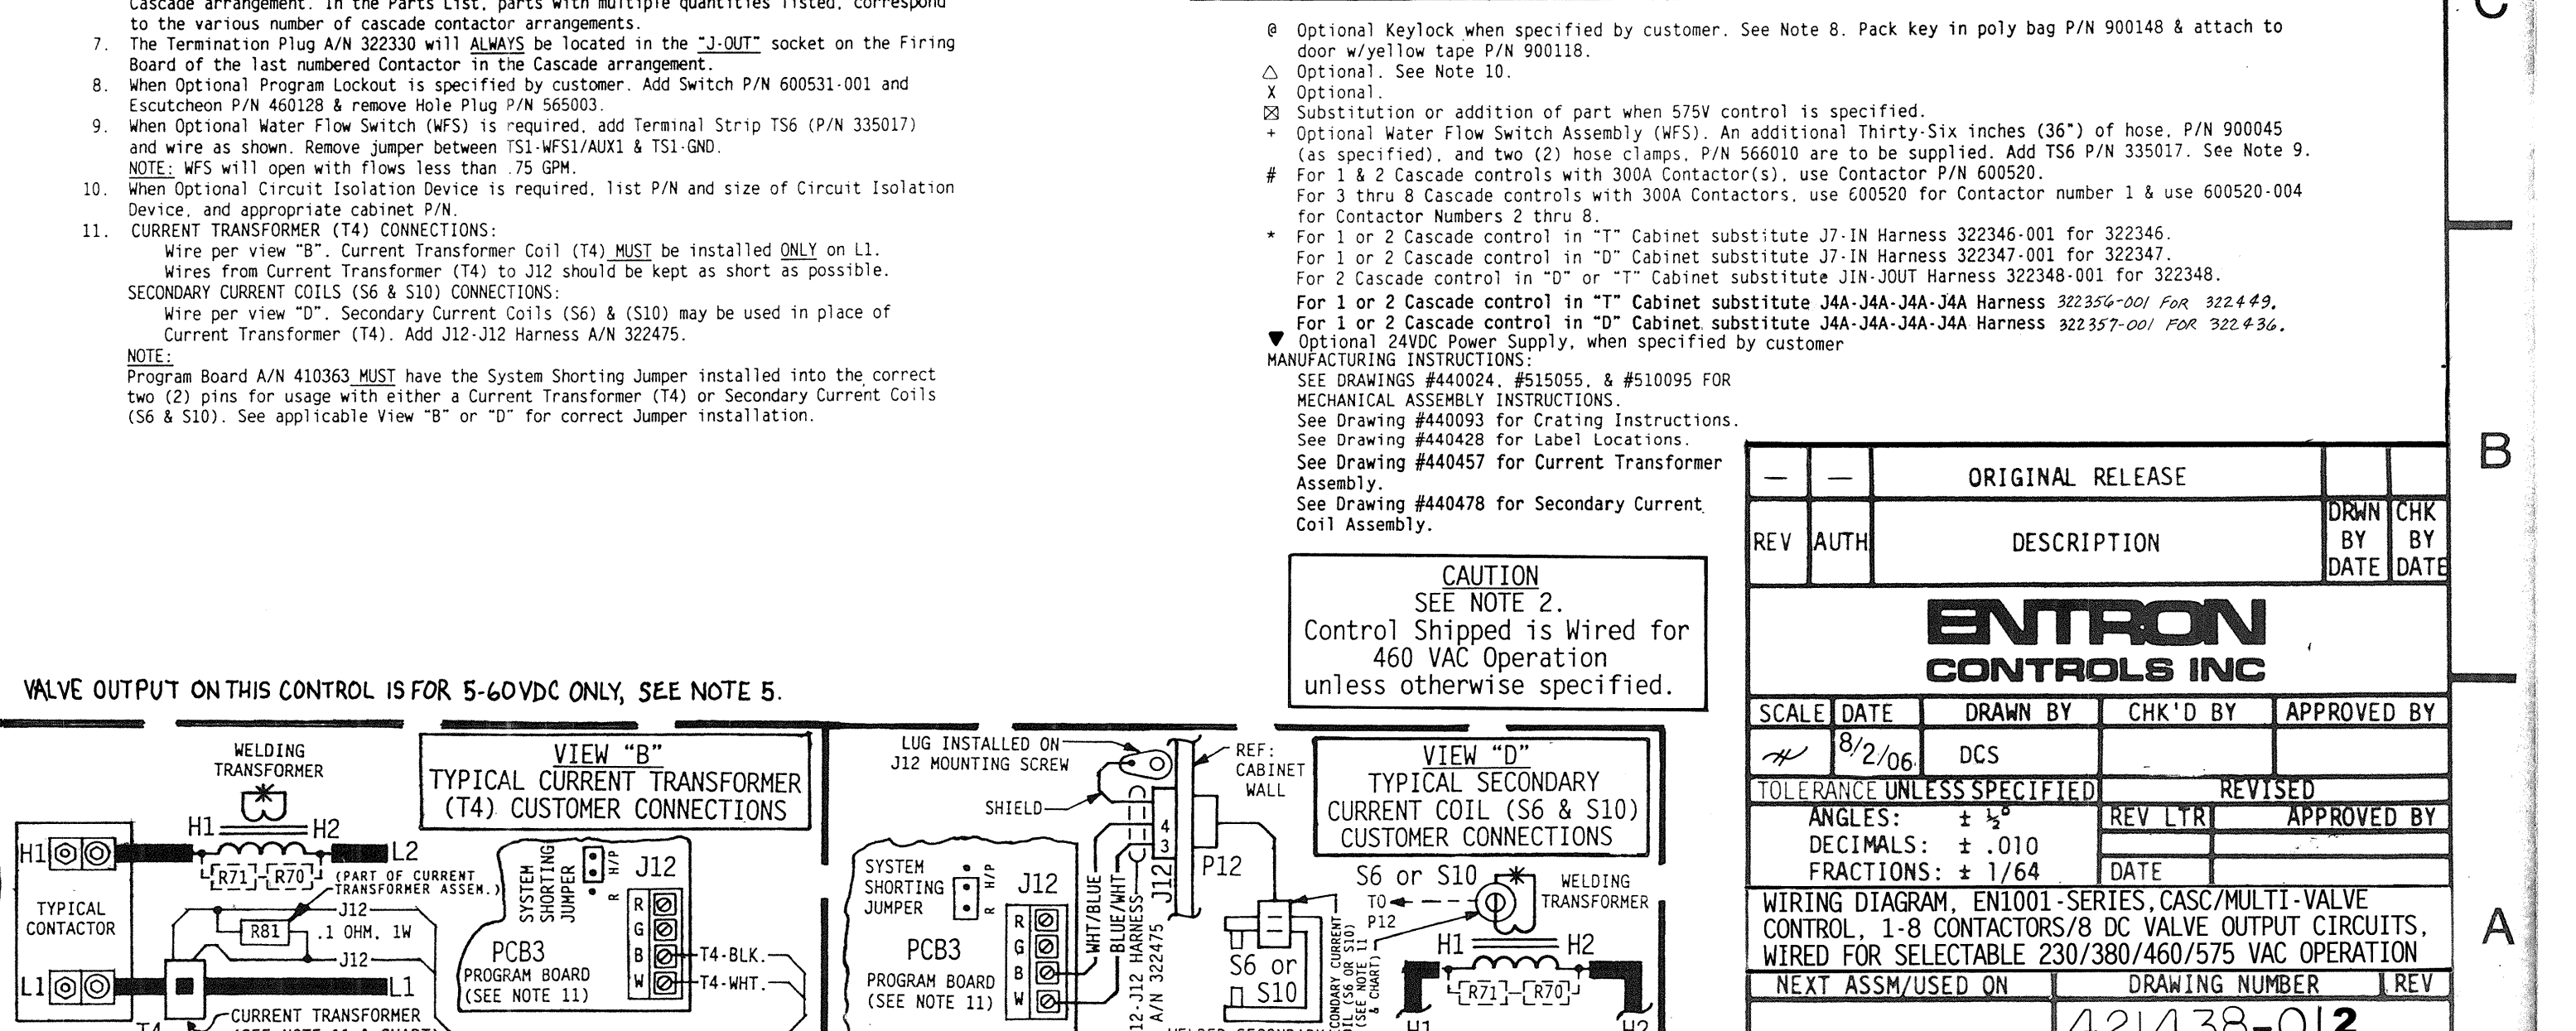 Cascade arrangement. In the Parts List, parts with multiple quantities listed, correspond
to the various number of cascade contactor arrangements.
7. The Termination Plug A/N 322330 will ALWAYS be located in the "J-OUT" socket on the Firing
Board of the last numbered Contactor in the Cascade arrangement.
8. When Optional Program Lockout is specified by customer. Add Switch P/N 600531-001 and
Escutcheon P/N 460128 & remove Hole Plug P/N 565003.
9. When Optional Water Flow Switch (WFS) is required, add Terminal Strip TS6 (P/N 335017)
and wire as shown. Remove jumper between TS1-WFS1/AUX1 & TS1-GND.
NOTE: WFS will open with flows less than .75 GPM.
10. When Optional Circuit Isolation Device is required, list P/N and size of Circuit Isolation
Device, and appropriate cabinet P/N.
11. CURRENT TRANSFORMER (T4) CONNECTIONS:
Wire per view "B". Current Transformer Coil (T4) MUST be installed ONLY on L1.
Wires from Current Transformer (T4) to J12 should be kept as short as possible.
SECONDARY CURRENT COILS (S6 & S10) CONNECTIONS:
Wire per view "D". Secondary Current Coils (S6) & (S10) may be used in place of
Current Transformer (T4). Add J12-J12 Harness A/N 322475.
NOTE:
Program Board A/N 410363 MUST have the System Shorting Jumper installed into the correct
two (2) pins for usage with either a Current Transformer (T4) or Secondary Current Coils
(S6 & S10). See applicable View "B" or "D" for correct Jumper installation.
@ Optional Keylock when specified by customer. See Note 8. Pack key in poly bag P/N 900148 & attach to
door w/yellow tape P/N 900118.
△ Optional. See Note 10.
X Optional.
☒ Substitution or addition of part when 575V control is specified.
+ Optional Water Flow Switch Assembly (WFS). An additional Thirty-Six inches (36") of hose, P/N 900045
(as specified), and two (2) hose clamps, P/N 566010 are to be supplied. Add TS6 P/N 335017. See Note 9.
# For 1 & 2 Cascade controls with 300A Contactor(s), use Contactor P/N 600520.
For 3 thru 8 Cascade controls with 300A Contactors, use 600520 for Contactor number 1 & use 600520-004
for Contactor Numbers 2 thru 8.
* For 1 or 2 Cascade control in "T" Cabinet substitute J7-IN Harness 322346-001 for 322346.
For 1 or 2 Cascade control in "D" Cabinet substitute J7-IN Harness 322347-001 for 322347.
For 2 Cascade control in "D" or "T" Cabinet substitute JIN-JOUT Harness 322348-001 for 322348.
For 1 or 2 Cascade control in "T" Cabinet substitute J4A-J4A-J4A-J4A Harness 322356-001 FOR 322449.
For 1 or 2 Cascade control in "D" Cabinet substitute J4A-J4A-J4A-J4A Harness 322357-001 FOR 322436.
▼ Optional 24VDC Power Supply, when specified by customer
MANUFACTURING INSTRUCTIONS:
SEE DRAWINGS #440024, #515055, & #510095 FOR
MECHANICAL ASSEMBLY INSTRUCTIONS.
See Drawing #440093 for Crating Instructions.
See Drawing #440428 for Label Locations.
See Drawing #440457 for Current Transformer
Assembly.
See Drawing #440478 for Secondary Current
Coil Assembly.
CAUTION
SEE NOTE 2.
Control Shipped is Wired for
460 VAC Operation
unless otherwise specified.
C
B
A
— — ORIGINAL RELEASE
REV AUTH DESCRIPTION DRWN BY DATE CHK BY DATE
ENTRON
CONTROLS INC
SCALE DATE DRAWN BY CHK'D BY APPROVED BY
8/2/06 DCS
TOLERANCE UNLESS SPECIFIED REVISED
ANGLES: ± ½° REV LTR APPROVED BY
DECIMALS: ± .010
FRACTIONS: ± 1/64 DATE
WIRING DIAGRAM, EN1001-SERIES,CASC/MULTI-VALVE
CONTROL, 1-8 CONTACTORS/8 DC VALVE OUTPUT CIRCUITS,
WIRED FOR SELECTABLE 230/380/460/575 VAC OPERATION
NEXT ASSM/USED ON DRAWING NUMBER REV
421438-012
VALVE OUTPUT ON THIS CONTROL IS FOR 5-60VDC ONLY, SEE NOTE 5.
VIEW "B"
TYPICAL CURRENT TRANSFORMER
(T4) CUSTOMER CONNECTIONS
WELDING
TRANSFORMER
H1 H2
H1 L2
R71 R70
(PART OF CURRENT
TRANSFORMER ASSEM.)
TYPICAL
CONTACTOR
J12
R81 .1 OHM, 1W
J12
L1 L1
T4
CURRENT TRANSFORMER
(SEE NOTE 11 & CHART)
SYSTEM
SHORTING
JUMPER
H/P
R
J12
R
G
B T4-BLK.
W T4-WHT.
PCB3
PROGRAM BOARD
(SEE NOTE 11)
LUG INSTALLED ON
J12 MOUNTING SCREW
SHIELD
REF:
CABINET
WALL
VIEW "D"
TYPICAL SECONDARY
CURRENT COIL (S6 & S10)
CUSTOMER CONNECTIONS
SYSTEM
SHORTING
JUMPER
H/P
R
J12
R
G
B
W
PCB3
PROGRAM BOARD
(SEE NOTE 11)
WHT/BLUE
BLUE/WHT
12-J12 HARNESS
A/N 322475
4
3
J12
P12
S6 or
S10
S6 or S10
TO
P12
WELDING
TRANSFORMER
H1 H2
R71 R70
H1 H2